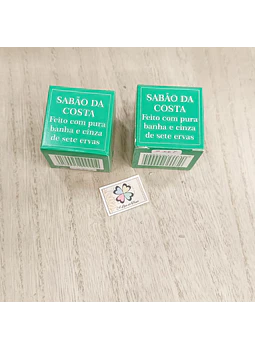 SABÃO DA
COSTA
Feito com pura
banha e cinza
de sete ervas
SABÃO DA
COSTA
Feito com pura
banha e cinza
de sete ervas